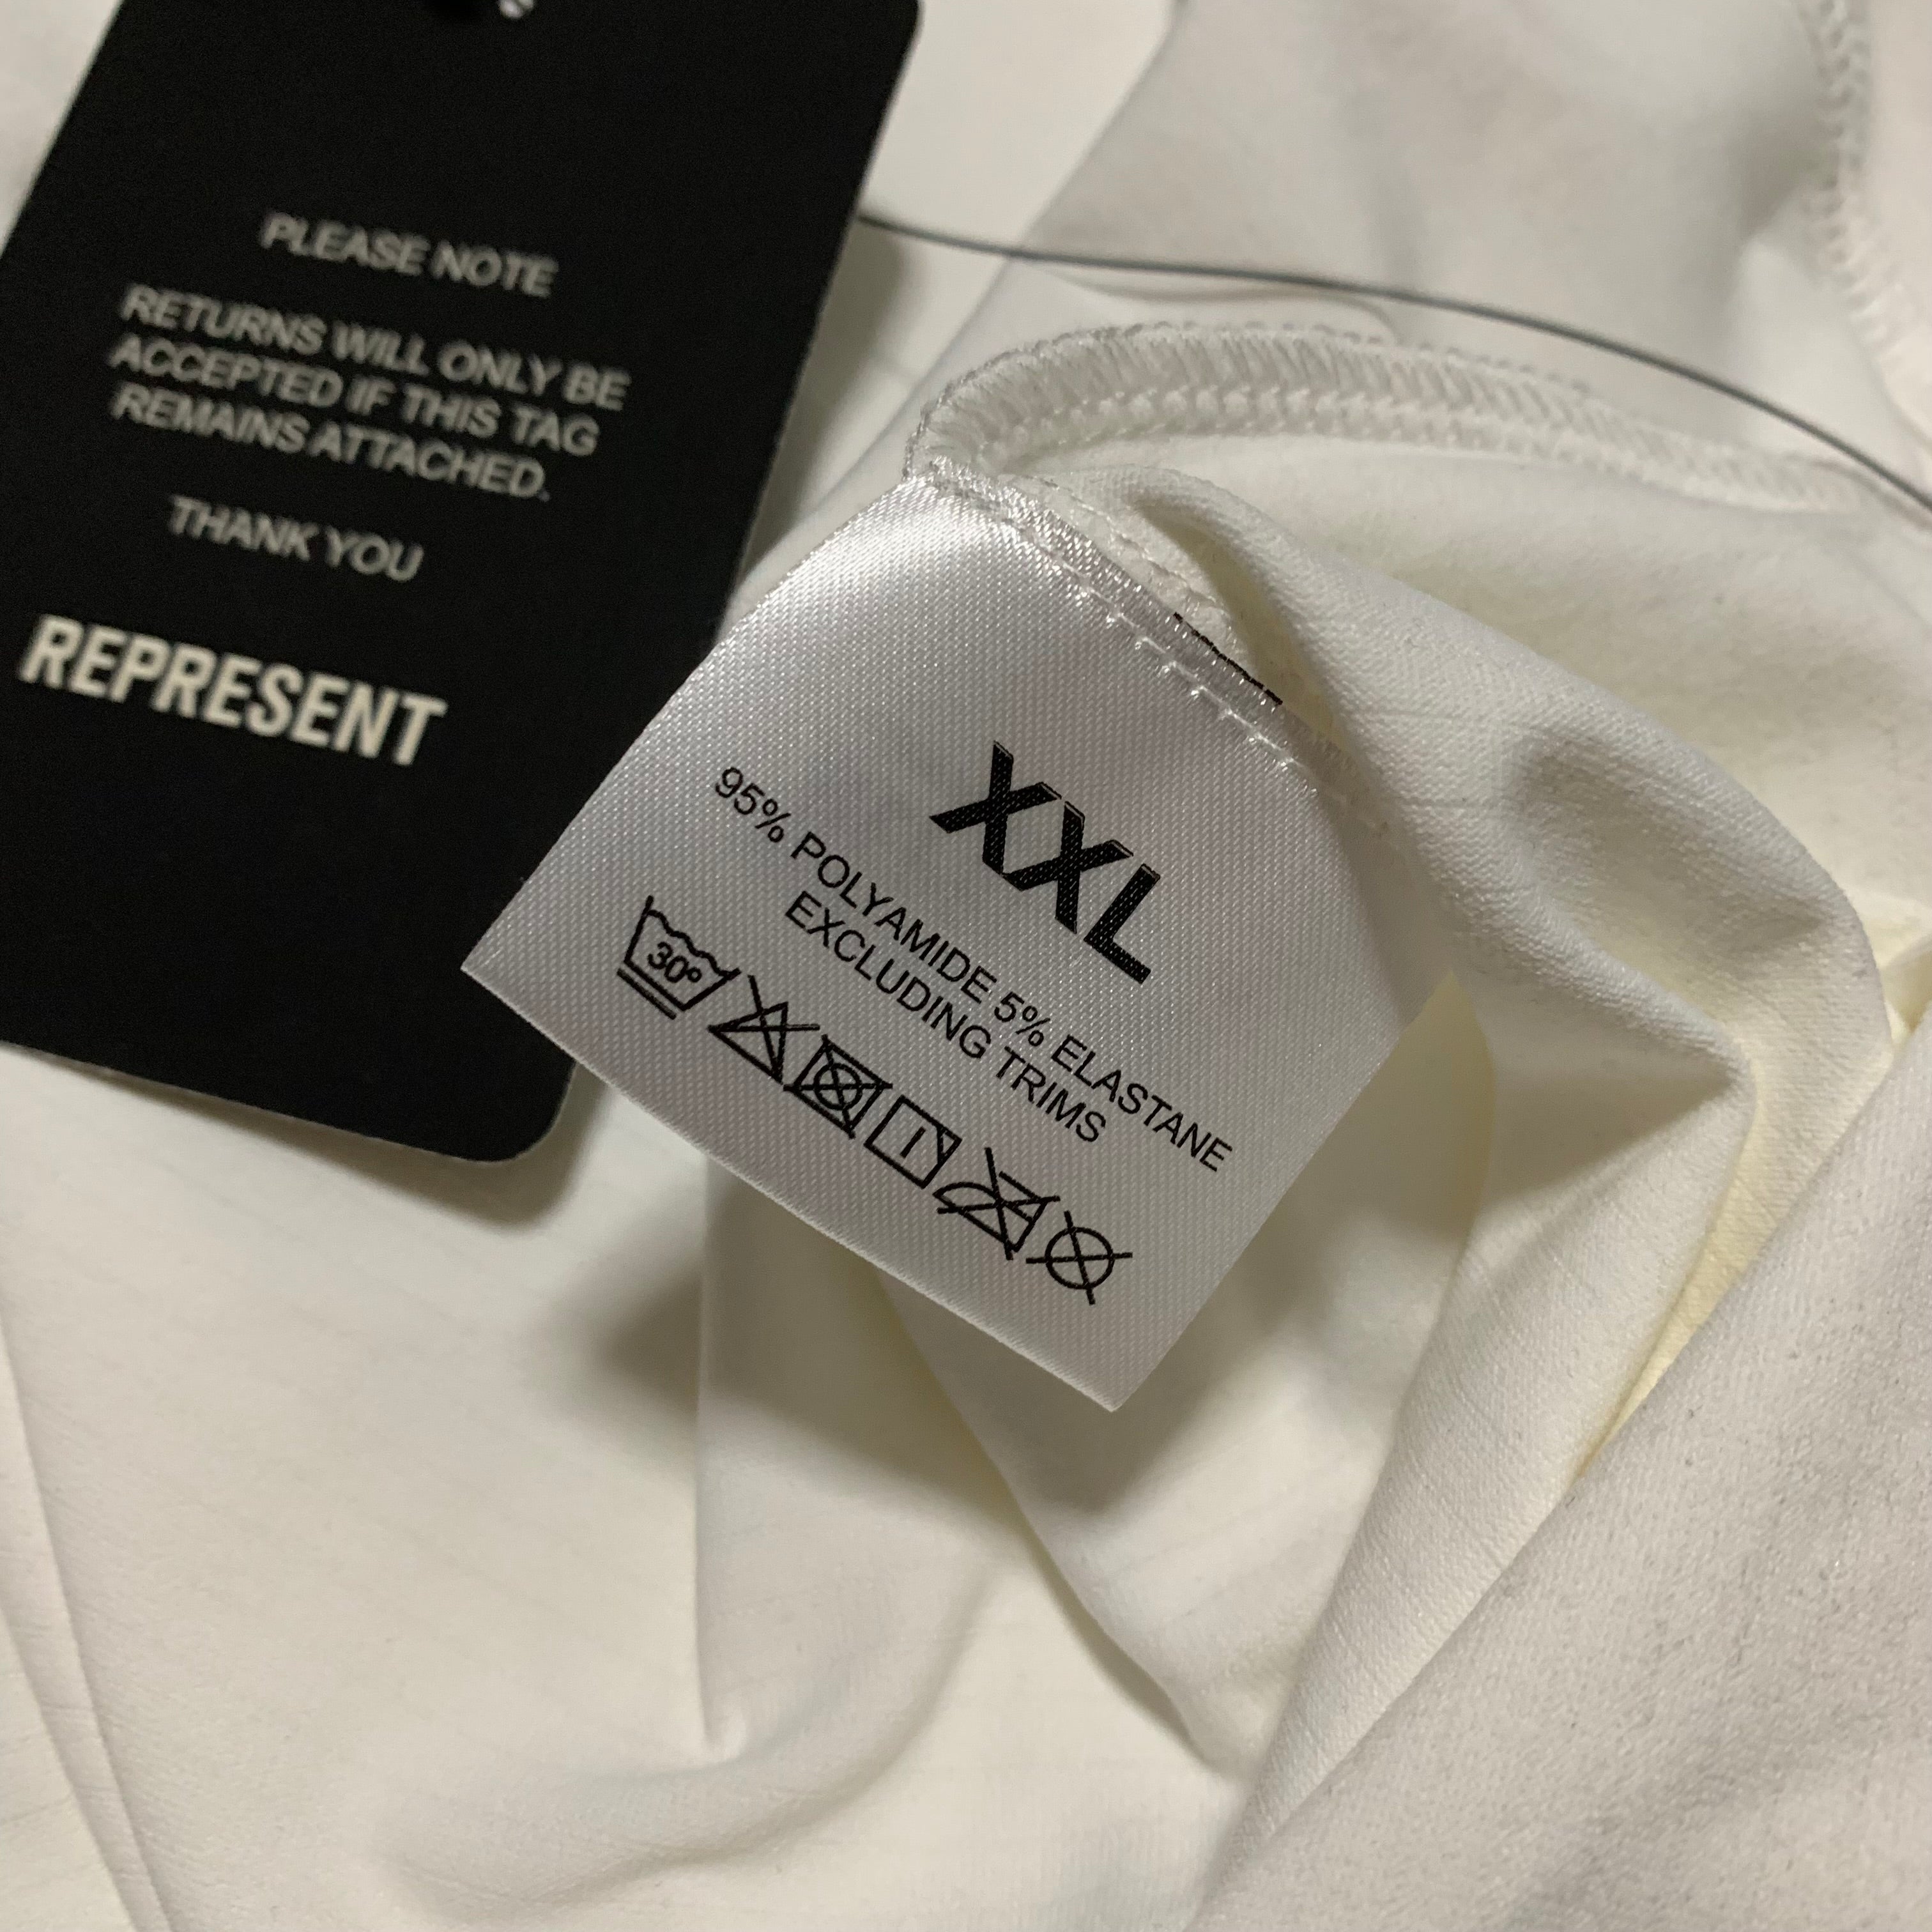 PLEASE NOTE
RETURNS WILL ONLY BE
ACCEPTED IF THIS TAG
REMAINS ATTACHED.
THANK YOU
REPRESENT
XXL
95% POLYAMIDE 5% ELASTANE
EXCLUDING TRIMS
30º